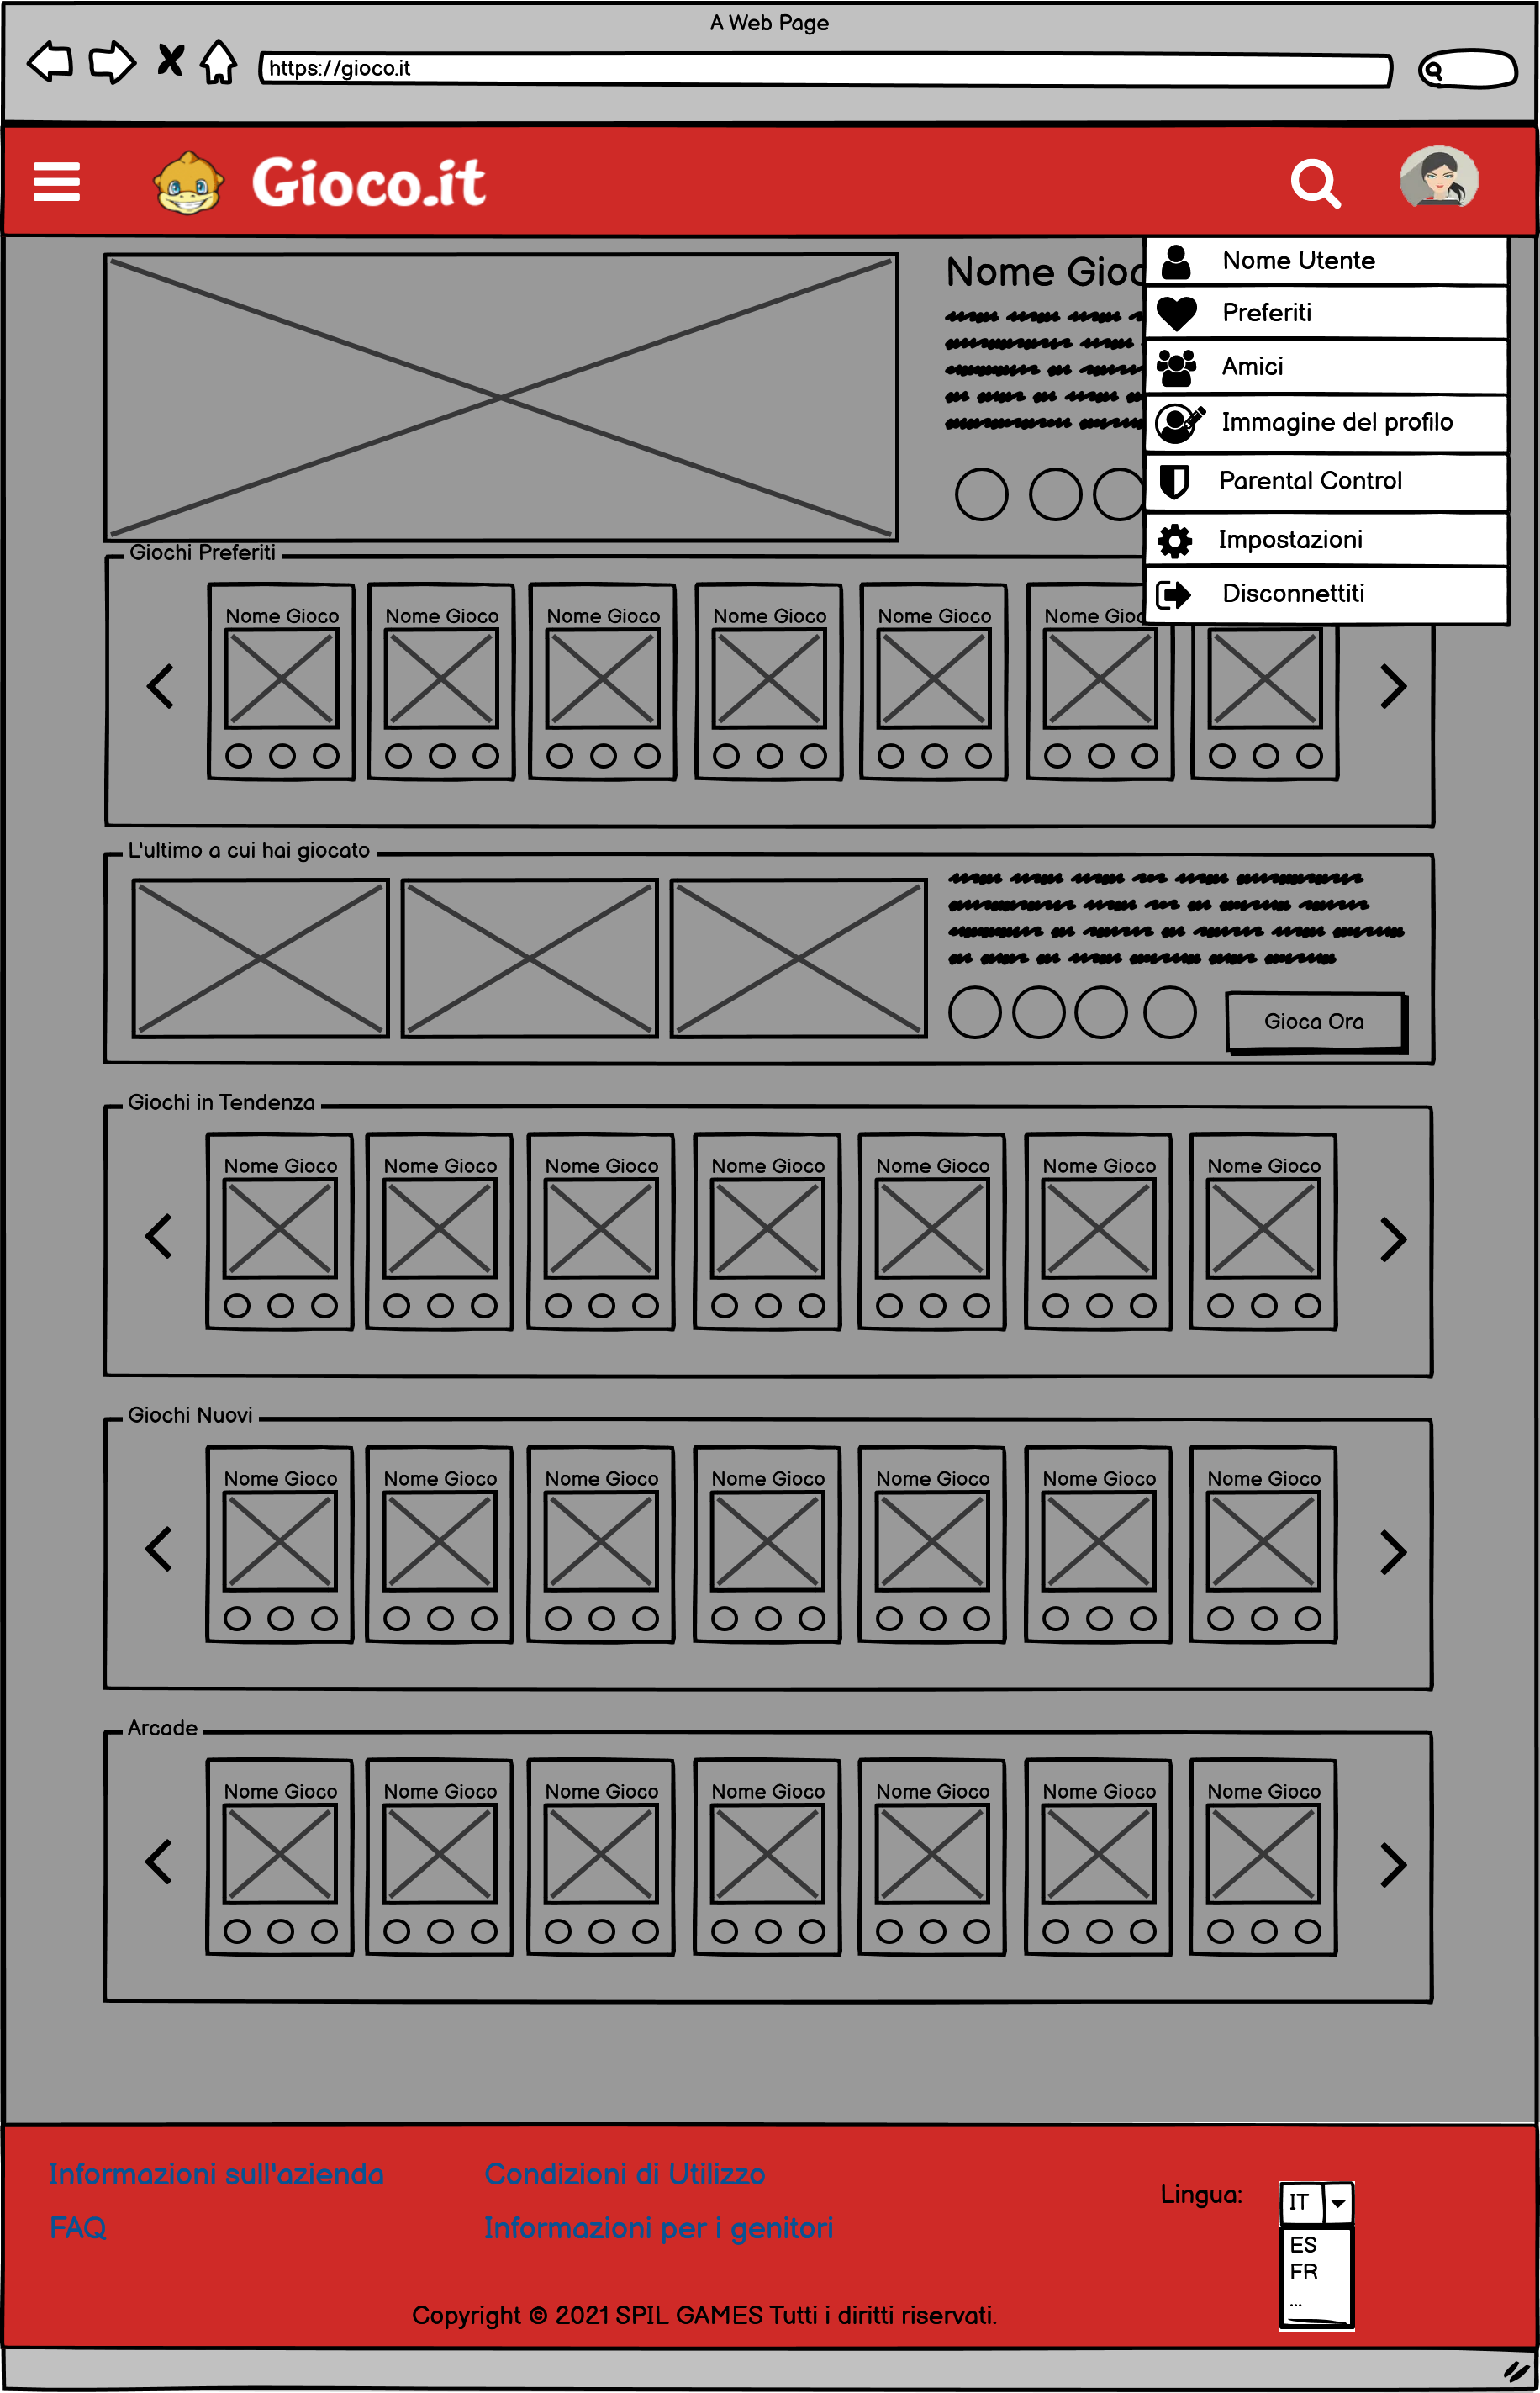 A Web Page
https://gioco.it
Gioco.it
Nome Utente
Preferiti
Amici
Immagine del profilo
Parental Control
Impostazioni
Disconnettiti
Nome Gioc
Giochi Preferiti
Nome Gioco Nome Gioco Nome Gioco Nome Gioco Nome Gioco Nome Gioc
L'ultimo a cui hai giocato
Gioca Ora
Giochi in Tendenza
Nome Gioco Nome Gioco Nome Gioco Nome Gioco Nome Gioco Nome Gioco Nome Gioco
Giochi Nuovi
Nome Gioco Nome Gioco Nome Gioco Nome Gioco Nome Gioco Nome Gioco Nome Gioco
Arcade
Nome Gioco Nome Gioco Nome Gioco Nome Gioco Nome Gioco Nome Gioco Nome Gioco
Informazioni sull'azienda
FAQ
Condizioni di Utilizzo
Informazioni per i genitori
Lingua:
IT
ES
FR
...
Copyright © 2021 SPIL GAMES Tutti i diritti riservati.